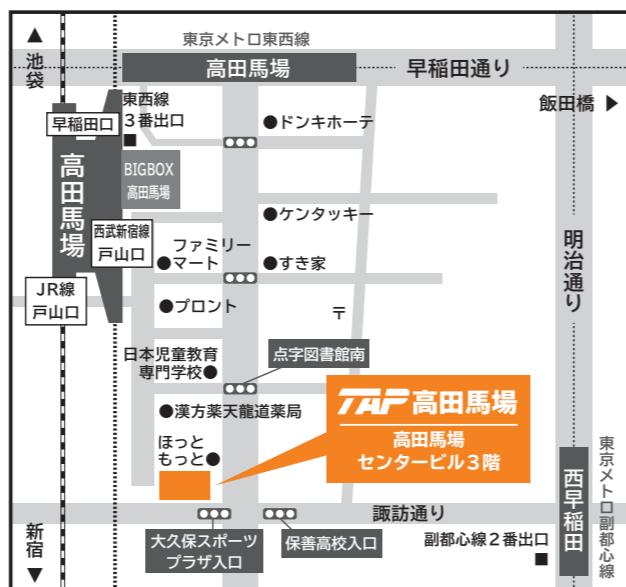 ▲
池袋
東京メトロ東西線
高田馬場
早稲田通り
飯田橋 ▶
東西線
3番出口
■
早稲田口
●ドンキホーテ
高田馬場
BIGBOX
高田馬場
●ケンタッキー
西武新宿線
戸山口
ファミリー
●マート
●すき家
明治通り
JR線
戸山口
●プロント
〒
日本児童教育
専門学校●
点字図書館南
●漢方薬天龍道薬局
TAP 高田馬場
高田馬場
センタービル3階
ほっと
もっと●
西早稲田
東京メトロ副都心線
諏訪通り
大久保スポーツ
プラザ入口
保善高校入口
副都心線2番出口
■
新宿
▼